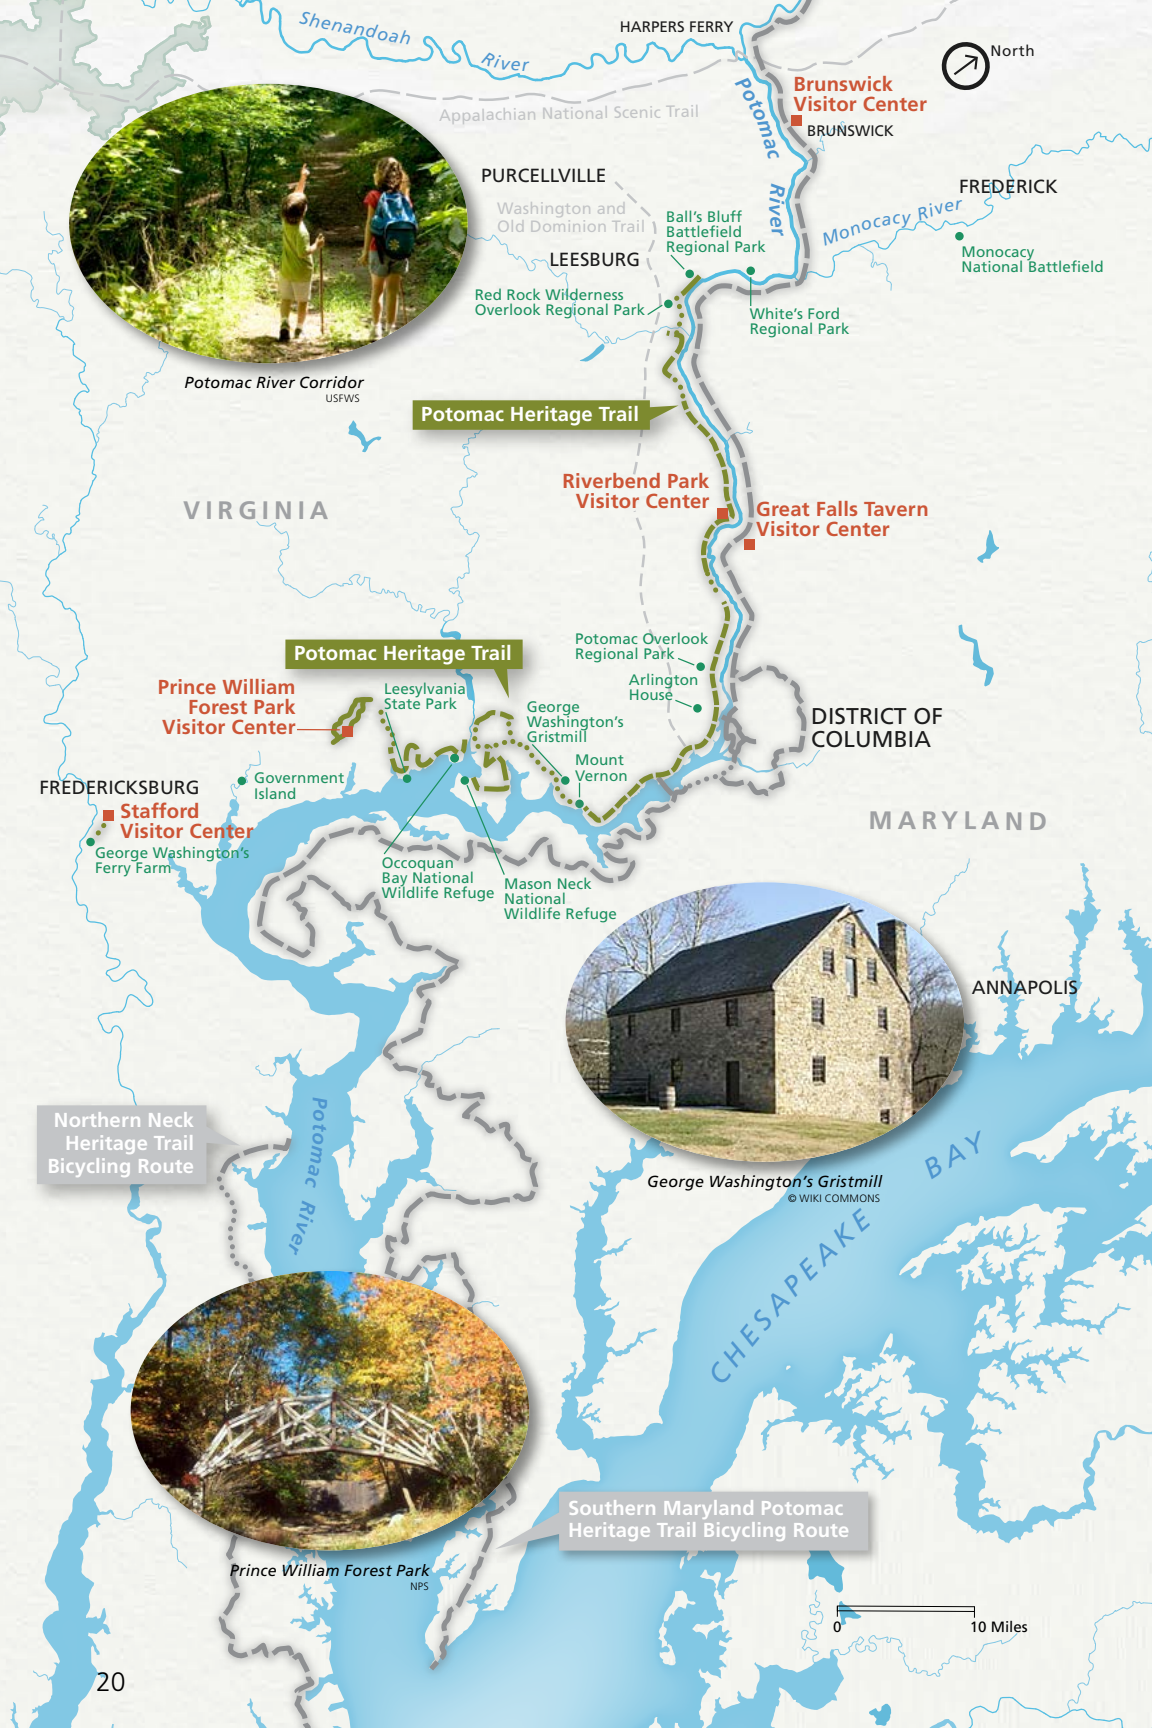 Shenandoah
River
HARPERS FERRY
North
Potomac
River
Brunswick
Visitor Center
BRUNSWICK
Appalachian National Scenic Trail
PURCELLVILLE
FREDERICK
Washington and
Old Dominion Trail
Ball's Bluff
Battlefield
Regional Park
Monocacy River
LEESBURG
Monocacy
National Battlefield
Red Rock Wilderness
Overlook Regional Park
White's Ford
Regional Park
Potomac River Corridor
USFWS
Potomac Heritage Trail
Riverbend Park
Visitor Center
VIRGINIA
Great Falls Tavern
Visitor Center
Potomac Overlook
Regional Park
Potomac Heritage Trail
Arlington
House
Prince William
Forest Park
Visitor Center
Leesylvania
State Park
George
Washington's
Gristmill
DISTRICT OF
COLUMBIA
Mount
Vernon
FREDERICKSBURG
Government
Island
Stafford
Visitor Center
MARYLAND
George Washington's
Ferry Farm
Occoquan
Bay National
Wildlife Refuge
Mason Neck
National
Wildlife Refuge
ANNAPOLIS
Northern Neck
Heritage Trail
Bicycling Route
Potomac River
George Washington's Gristmill
© WIKI COMMONS
CHESAPEAKE BAY
Southern Maryland Potomac
Heritage Trail Bicycling Route
Prince William Forest Park
NPS
0 10 Miles
20